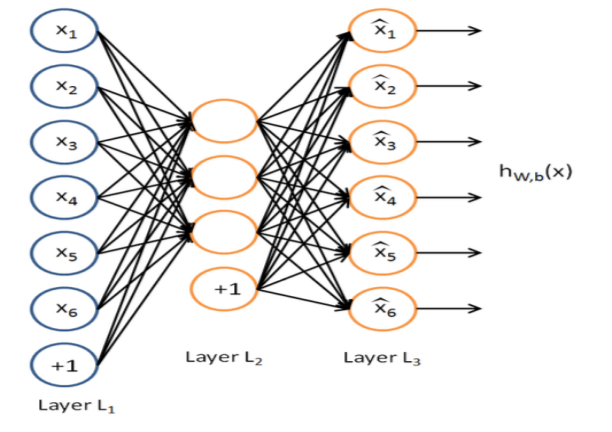 x₁
x₂
x₃
x₄
x₅
x₆
+1
Layer L₁
+1
Layer L₂
x̂₁
x̂₂
x̂₃
x̂₄
x̂₅
x̂₆
Layer L₃
h_W,b(x)